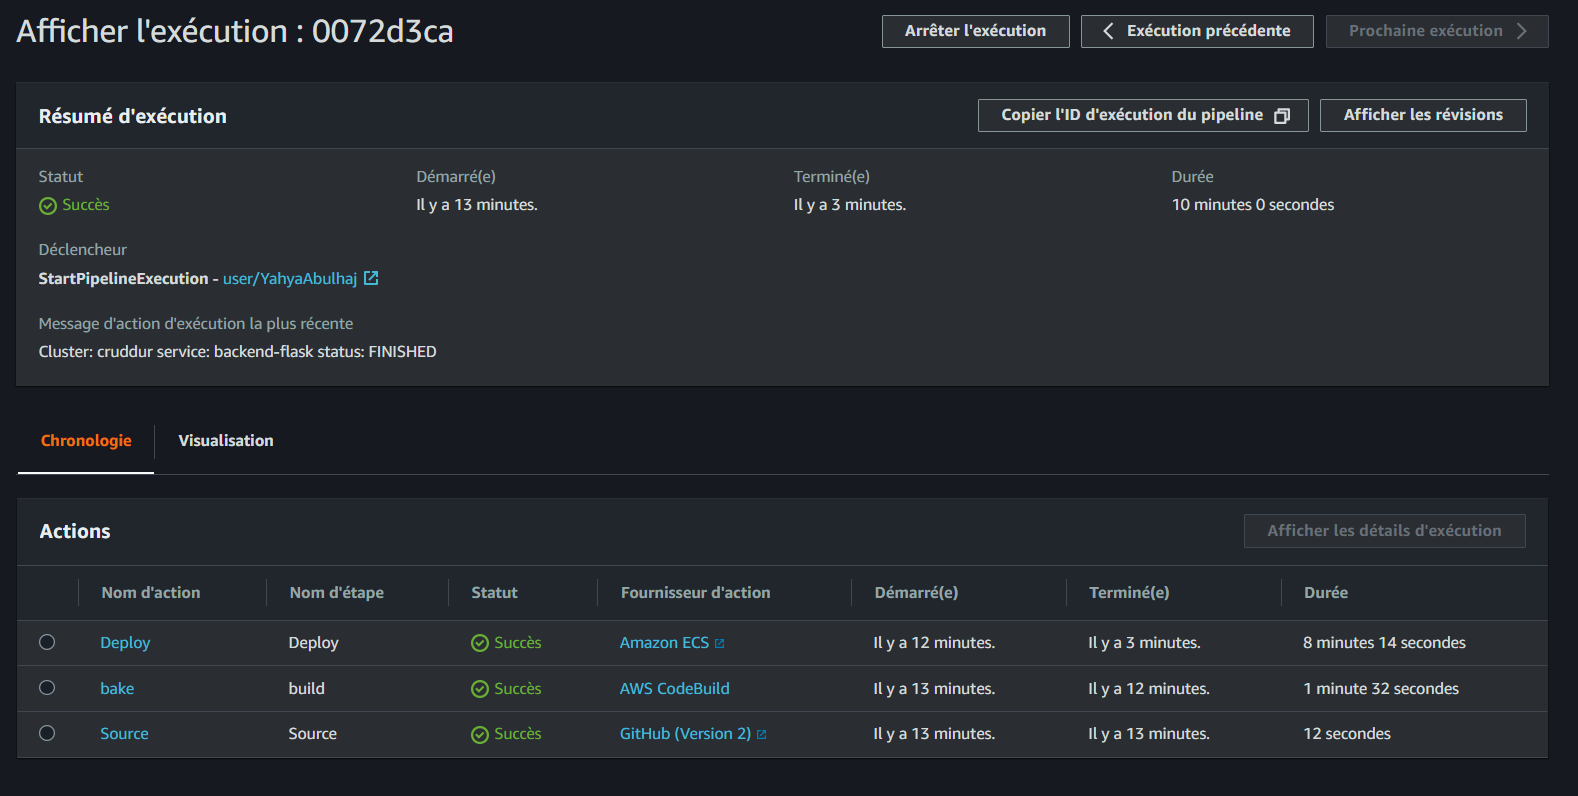 Afficher l'exécution : 0072d3ca
Arrêter l'exécution
Exécution précédente
Prochaine exécution
Résumé d'exécution
Copier l'ID d'exécution du pipeline
Afficher les révisions
Statut
Succès
Démarré(e)
Il y a 13 minutes.
Terminé(e)
Il y a 3 minutes.
Durée
10 minutes 0 secondes
Déclencheur
StartPipelineExecution - user/YahyaAbulhaj
Message d'action d'exécution la plus récente
Cluster: cruddur service: backend-flask status: FINISHED
Chronologie
Visualisation
Actions
Afficher les détails d'exécution
Nom d'action Nom d'étape Statut Fournisseur d'action Démarré(e) Terminé(e) Durée
Deploy Deploy Succès Amazon ECS Il y a 12 minutes. Il y a 3 minutes. 8 minutes 14 secondes
bake build Succès AWS CodeBuild Il y a 13 minutes. Il y a 12 minutes. 1 minute 32 secondes
Source Source Succès GitHub (Version 2) Il y a 13 minutes. Il y a 13 minutes. 12 secondes